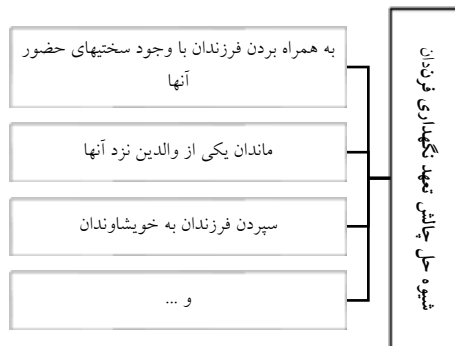 شیوه حل چالش تعهد نگهداری فرندان
به همراه بردن فرزندان با وجود سختیهای حضور
آنها
ماندان یکی از والدین نزد آنها
سپردن فرزندان به خویشاوندان
و ...